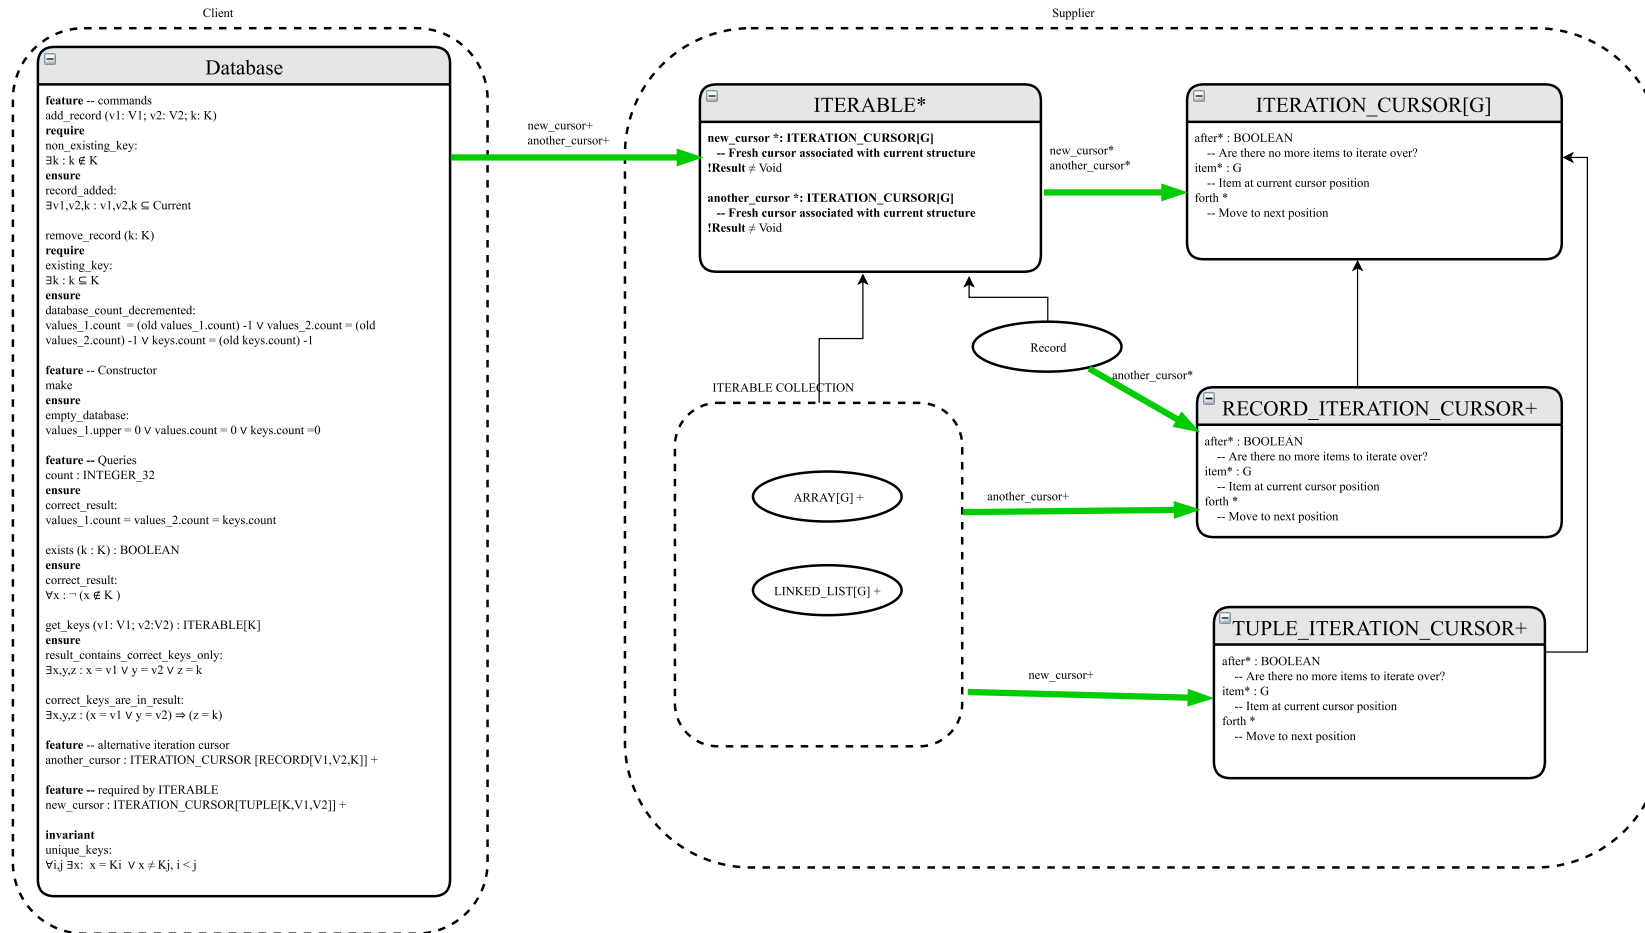 Client
Database
feature -- commands
add_record (v1: V1; v2: V2; k: K)
require
non_existing_key:
∃k : k ∉ K
ensure
record_added:
∃v1,v2,k : v1,v2,k ⊆ Current
remove_record (k: K)
require
existing_key:
∃k : k ⊆ K
ensure
database_count_decremented:
values_1.count  = (old values_1.count) -1 ∨ values_2.count = (old
values_2.count) -1 ∨ keys.count = (old keys.count) -1
feature -- Constructor
make
ensure
empty_database:
values_1.upper = 0 ∨ values.count = 0 ∨ keys.count =0
feature -- Queries
count : INTEGER_32
ensure
correct_result:
values_1.count = values_2.count = keys.count
exists (k : K) : BOOLEAN
ensure
correct_result:
∀x : ¬ (x ∉ K )
get_keys (v1: V1; v2:V2) : ITERABLE[K]
ensure
result_contains_correct_keys_only:
∃x,y,z : x = v1 ∨ y = v2 ∨ z = k
correct_keys_are_in_result:
∃x,y,z : (x = v1 ∨ y = v2) ⇒ (z = k)
feature -- alternative iteration cursor
another_cursor : ITERATION_CURSOR [RECORD[V1,V2,K]] +
feature -- required by ITERABLE
new_cursor : ITERATION_CURSOR[TUPLE[K,V1,V2]] +
invariant
unique_keys:
∀i,j ∃x:  x = Ki  ∨ x ≠ Kj, i < j
new_cursor+
another_cursor+
Supplier
ITERABLE*
new_cursor *: ITERATION_CURSOR[G]
-- Fresh cursor associated with current structure
!Result ≠ Void
another_cursor *: ITERATION_CURSOR[G]
-- Fresh cursor associated with current structure
!Result ≠ Void
new_cursor*
another_cursor*
ITERATION_CURSOR[G]
after* : BOOLEAN
-- Are there no more items to iterate over?
item* : G
-- Item at current cursor position
forth *
-- Move to next position
Record
another_cursor*
ITERABLE COLLECTION
ARRAY[G] +
LINKED_LIST[G] +
another_cursor+
new_cursor+
RECORD_ITERATION_CURSOR+
after* : BOOLEAN
-- Are there no more items to iterate over?
item* : G
-- Item at current cursor position
forth *
-- Move to next position
TUPLE_ITERATION_CURSOR+
after* : BOOLEAN
-- Are there no more items to iterate over?
item* : G
-- Item at current cursor position
forth *
-- Move to next position